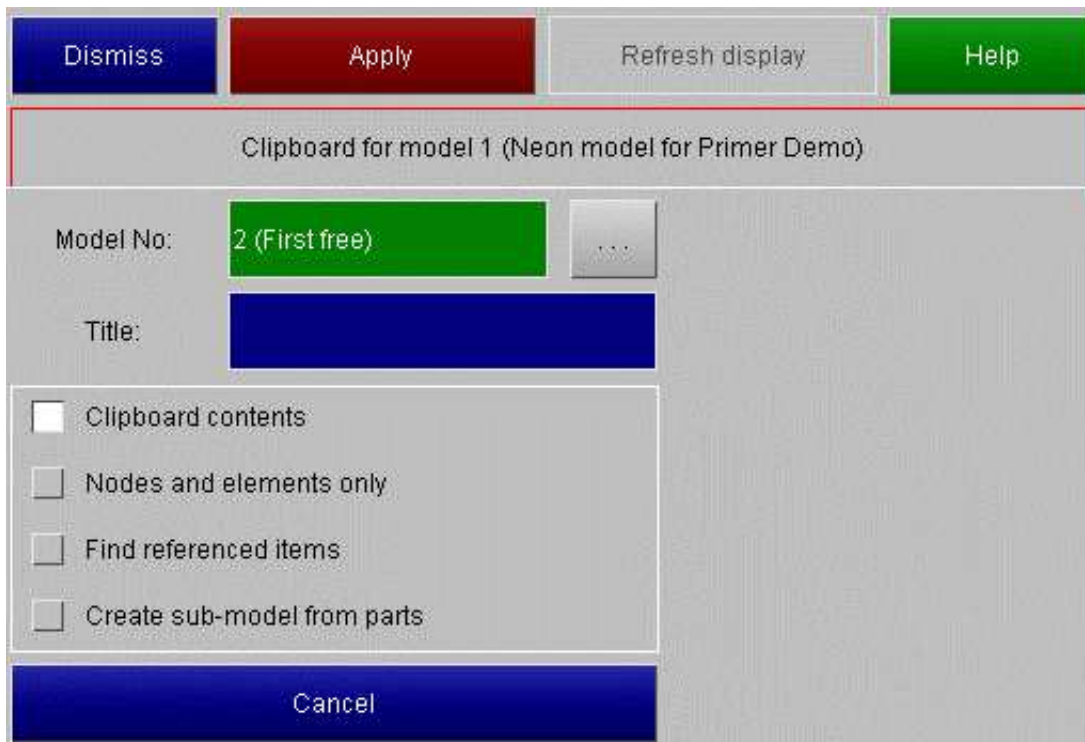 Dismiss Apply Refresh display Help
Clipboard for model 1 (Neon model for Primer Demo)
Model No: 2 (First free) ...
Title:
Clipboard contents
Nodes and elements only
Find referenced items
Create sub-model from parts
Cancel